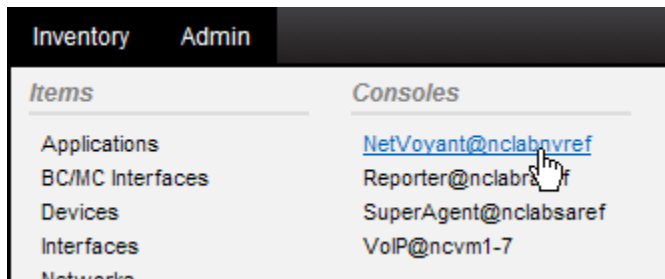 Inventory Admin
Items Consoles
Applications NetVoyant@nclabnvref
BC/MC Interfaces
Devices SuperAgent@nclabsaref
Interfaces VoIP@ncvm1-7
Networks